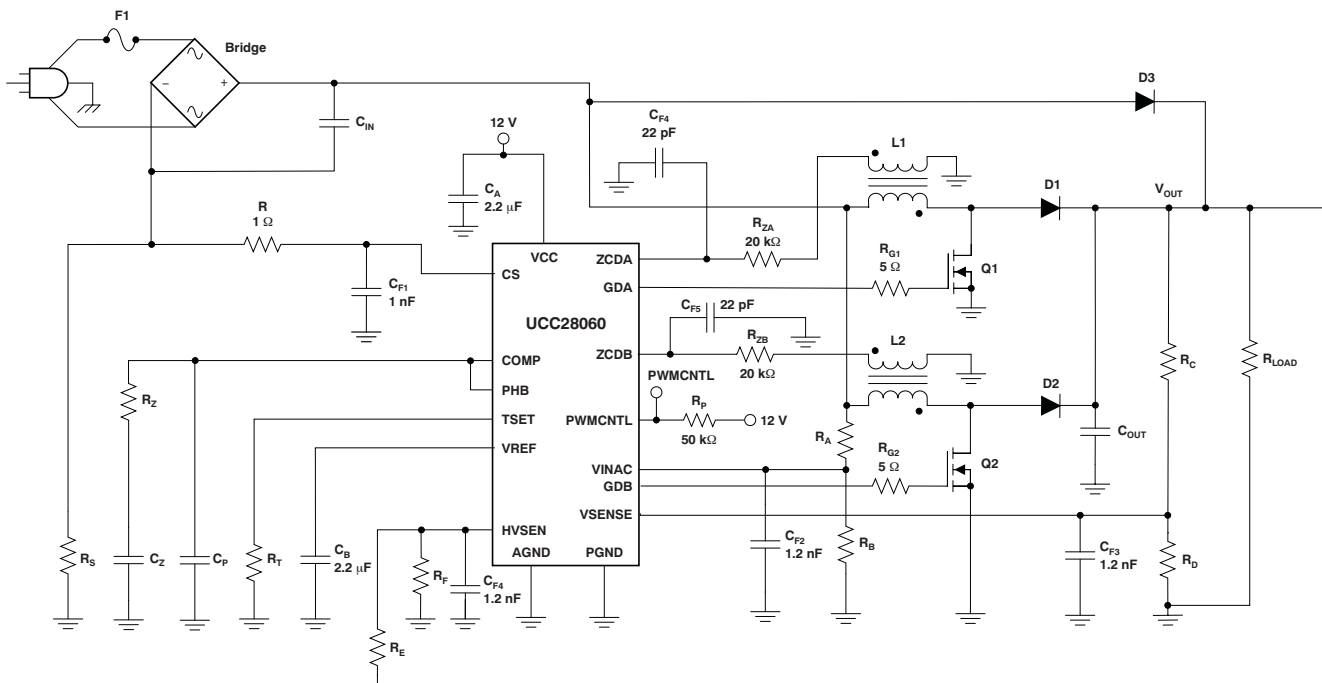 F1
Bridge
D3
C_IN
12 V
C_F4
22 pF
L1
C_A
2.2 μF
V_OUT
D1
R
1 Ω
R_ZA
20 kΩ
VCC
ZCDA
CS
R_G1
5 Ω
Q1
GDA
C_F1
1 nF
C_F5
22 pF
UCC28060
R_ZB
L2
ZCDB
COMP
20 kΩ
R_C
R_LOAD
PWMCNTL
PHB
D2
R_Z
R_P
TSET
PWMCNTL
12 V
50 kΩ
R_A
C_OUT
VREF
R_G2
5 Ω
Q2
VINAC
GDB
VSENSE
HVSEN
C_F2
1.2 nF
R_B
C_F3
1.2 nF
R_D
AGND
PGND
R_S
C_Z
C_P
R_T
C_B
2.2 μF
R_F
C_F4
1.2 nF
R_E